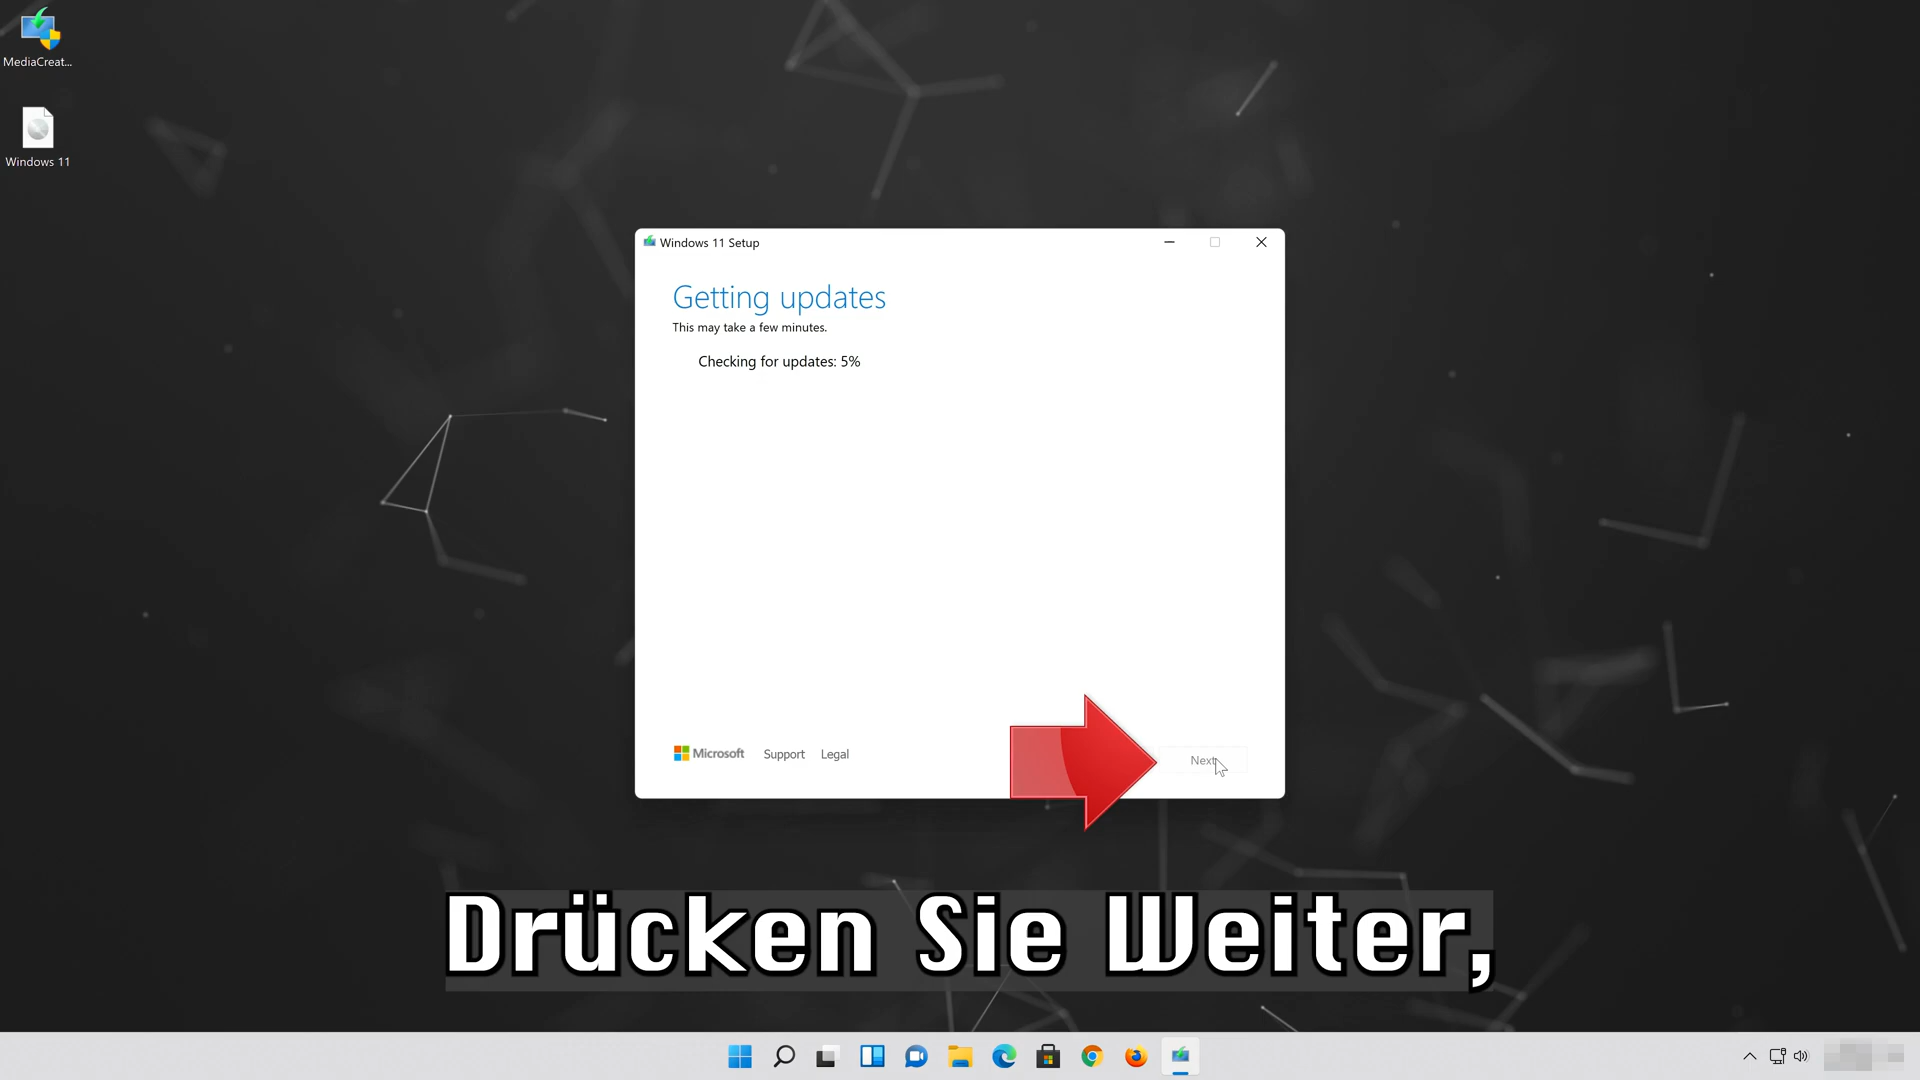 MediaCreat...
Windows 11
Windows 11 Setup
Getting updates
This may take a few minutes.
Checking for updates: 5%
Microsoft Support Legal
Next
Drücken Sie Weiter,